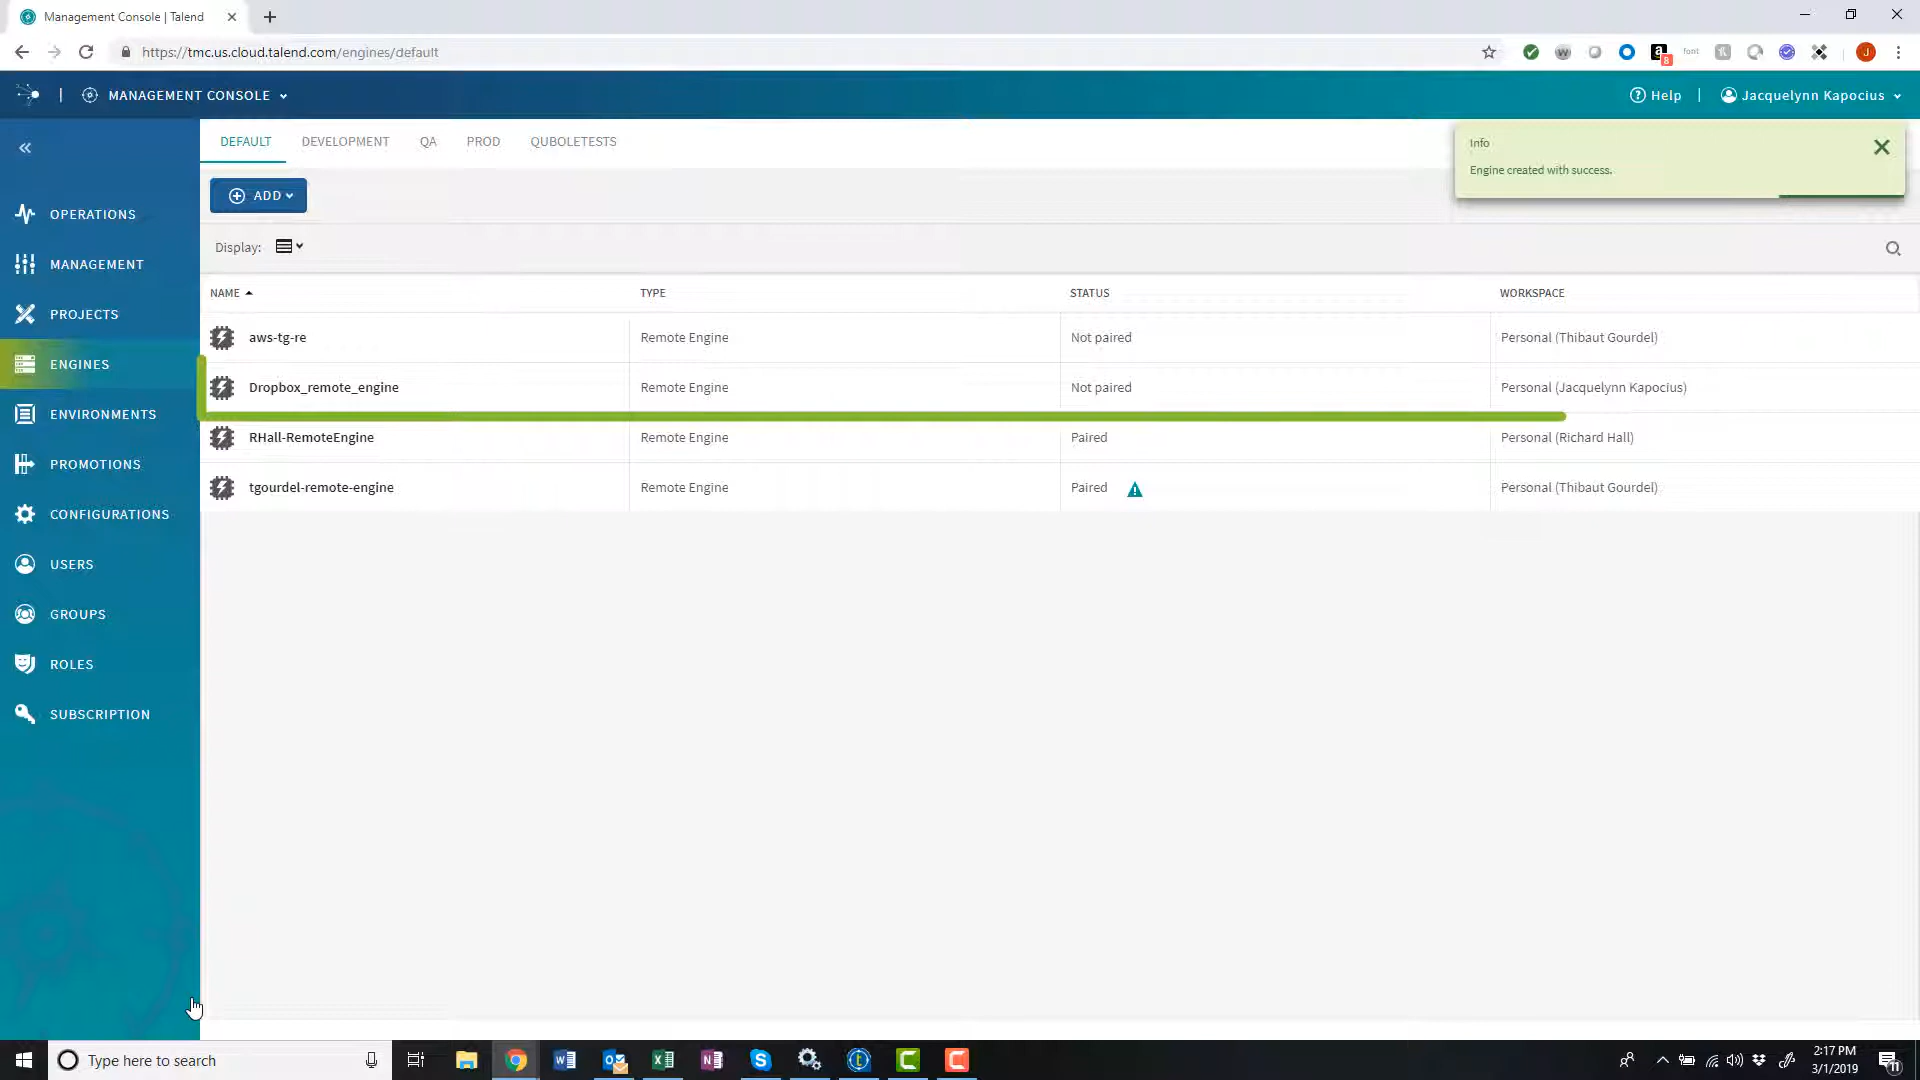 Management Console | Talend
https://tmc.us.cloud.talend.com/engines/default
font
a
8
J
MANAGEMENT CONSOLE
Help
Jacquelynn Kapocius
DEFAULT
DEVELOPMENT
QA
PROD
QUBOLETESTS
Info
Engine created with success.
ADD
OPERATIONS
MANAGEMENT
PROJECTS
ENGINES
ENVIRONMENTS
PROMOTIONS
CONFIGURATIONS
USERS
GROUPS
ROLES
SUBSCRIPTION
Display:
NAME TYPE STATUS WORKSPACE
aws-tg-re Remote Engine Not paired Personal (Thibaut Gourdel)
Dropbox_remote_engine Remote Engine Not paired Personal (Jacquelynn Kapocius)
RHall-RemoteEngine Remote Engine Paired Personal (Richard Hall)
tgourdel-remote-engine Remote Engine Paired Personal (Thibaut Gourdel)
Type here to search
2:17 PM
3/1/2019
11